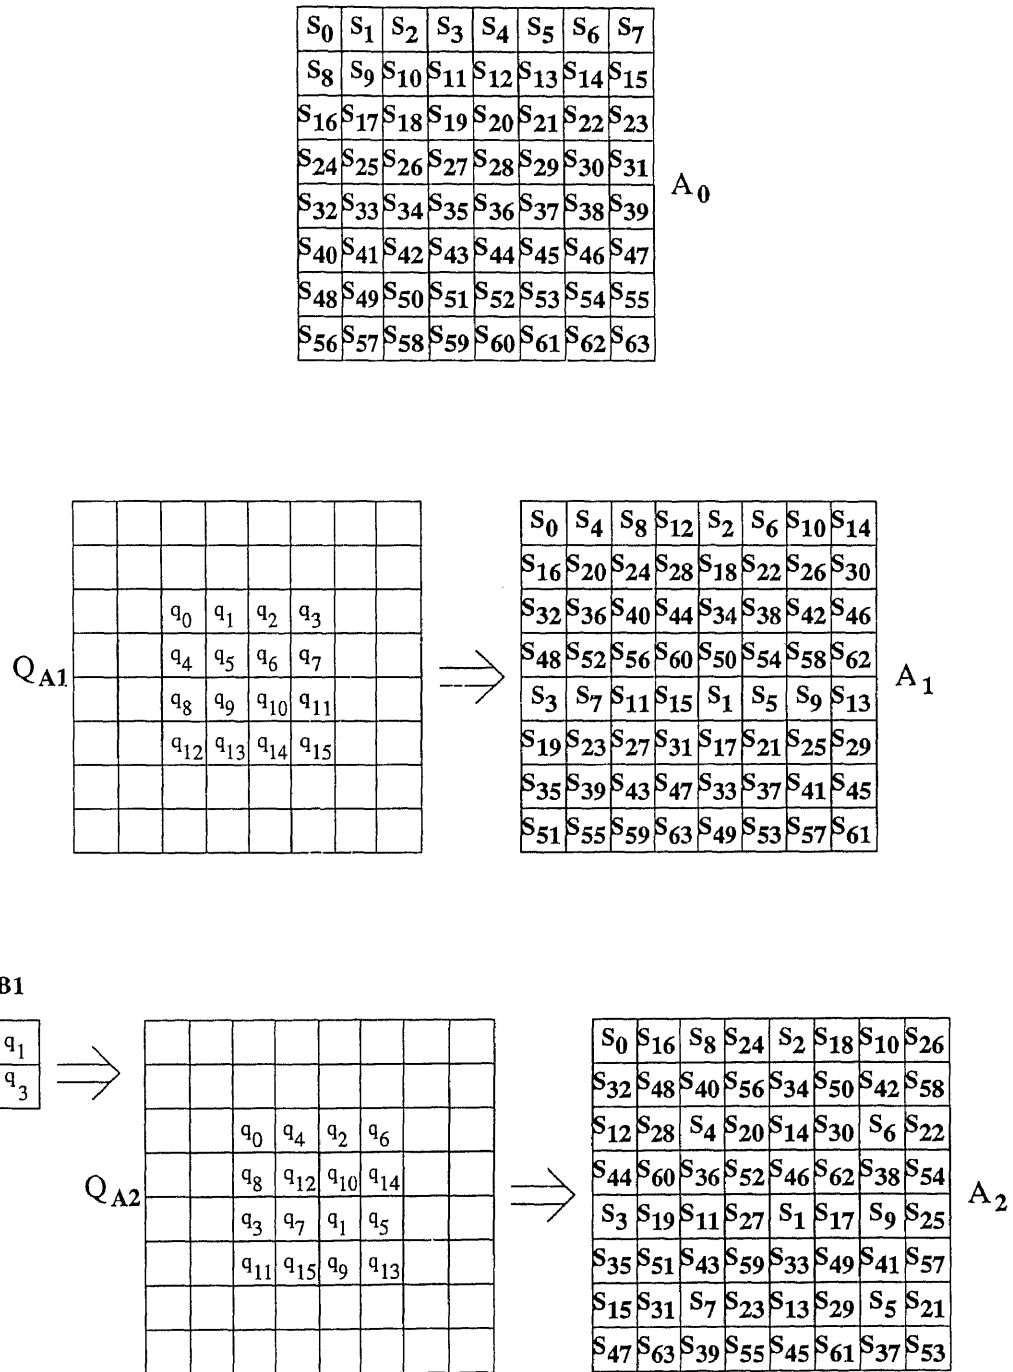 S0 S1 S2 S3 S4 S5 S6 S7
S8 S9 S10 S11 S12 S13 S14 S15
S16 S17 S18 S19 S20 S21 S22 S23
S24 S25 S26 S27 S28 S29 S30 S31
A0
S32 S33 S34 S35 S36 S37 S38 S39
S40 S41 S42 S43 S44 S45 S46 S47
S48 S49 S50 S51 S52 S53 S54 S55
S56 S57 S58 S59 S60 S61 S62 S63
QA1
q0 q1 q2 q3
q4 q5 q6 q7
q8 q9 q10 q11
q12 q13 q14 q15
S0 S4 S8 S12 S2 S6 S10 S14
S16 S20 S24 S28 S18 S22 S26 S30
S32 S36 S40 S44 S34 S38 S42 S46
S48 S52 S56 S60 S50 S54 S58 S62
S3 S7 S11 S15 S1 S5 S9 S13
S19 S23 S27 S31 S17 S21 S25 S29
S35 S39 S43 S47 S33 S37 S41 S45
S51 S55 S59 S63 S49 S53 S57 S61
A1
B1
q1
q3
QA2
q0 q4 q2 q6
q8 q12 q10 q14
q3 q7 q1 q5
q11 q15 q9 q13
S0 S16 S8 S24 S2 S18 S10 S26
S32 S48 S40 S56 S34 S50 S42 S58
S12 S28 S4 S20 S14 S30 S6 S22
S44 S60 S36 S52 S46 S62 S38 S54
S3 S19 S11 S27 S1 S17 S9 S25
S35 S51 S43 S59 S33 S49 S41 S57
S15 S31 S7 S23 S13 S29 S5 S21
S47 S63 S39 S55 S45 S61 S37 S53
A2